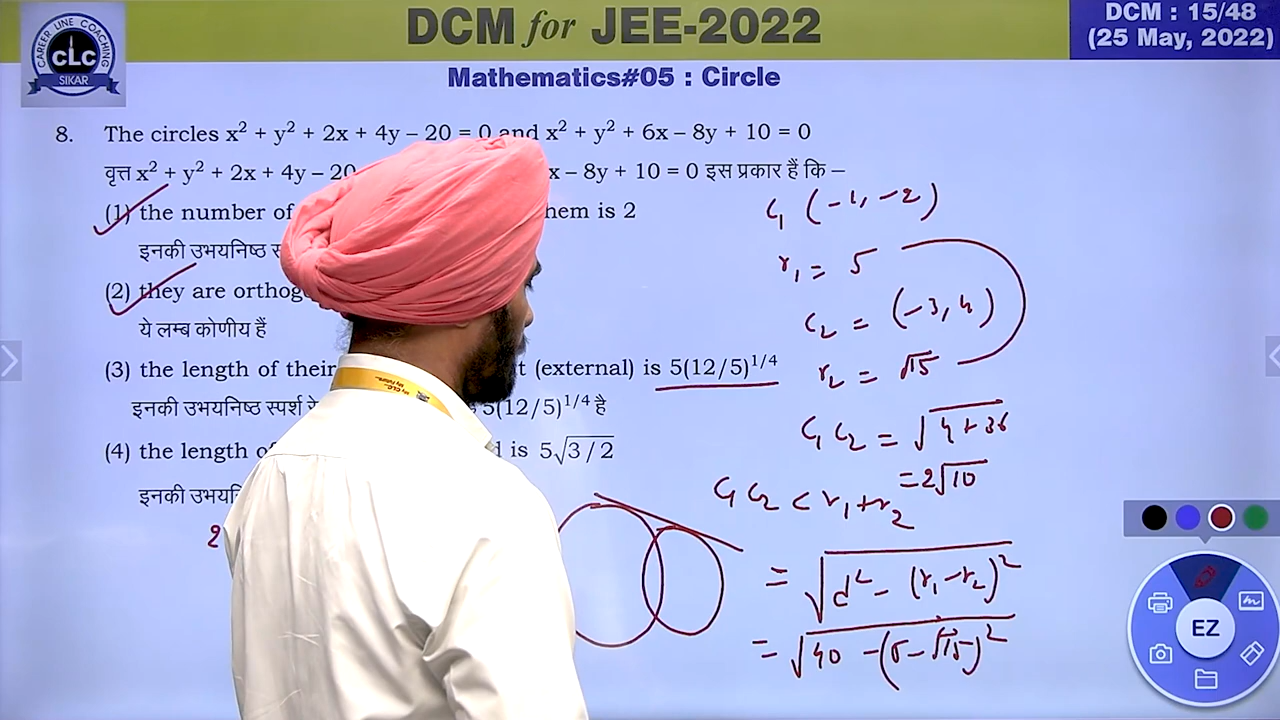 CAREER LINE COACHING
CLC
SIKAR
DCM for JEE-2022
DCM : 15/48
(25 May, 2022)
Mathematics#05 : Circle
8. The circles x² + y² + 2x + 4y – 20 = 0 and x² + y² + 6x – 8y + 10 = 0
वृत्त x² + y² + 2x + 4y – 20 x – 8y + 10 = 0 इस प्रकार हैं कि –
(1) the number of hem is 2
इनकी उभयनिष्ठ
(2) they are orthog
ये लम्ब कोणीय हैं
(3) the length of their t (external) is 5(12/5)^1/4
इनकी उभयनिष्ठ स्पर्श 5(12/5)^1/4 है
(4) the length of is 5√3/2
इनकी
2
C₁ (-1, -2)
r₁ = 5
C₂ = (-3, 4)
r₂ = √15
C₁C₂ = √4+36
= 2√10
C₁C₂ < r₁+r₂
= √d² - (r₁-r₂)²
= √40 - (5-√15)²
EZ